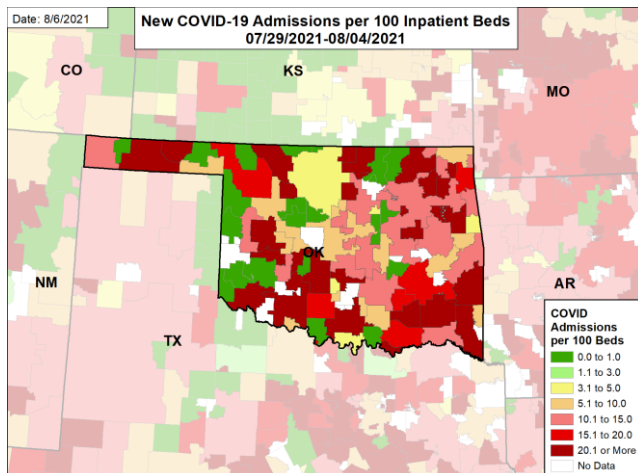 Date: 8/6/2021
New COVID-19 Admissions per 100 Inpatient Beds
07/29/2021-08/04/2021
CO
KS
MO
OK
NM
AR
TX
COVID
Admissions
per 100 Beds
0.0 to 1.0
1.1 to 3.0
3.1 to 5.0
5.1 to 10.0
10.1 to 15.0
15.1 to 20.0
20.1 or More
No Data